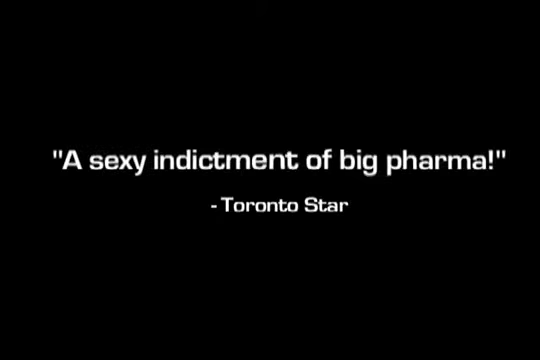 "A sexy indictment of big pharma!"
- Toronto Star